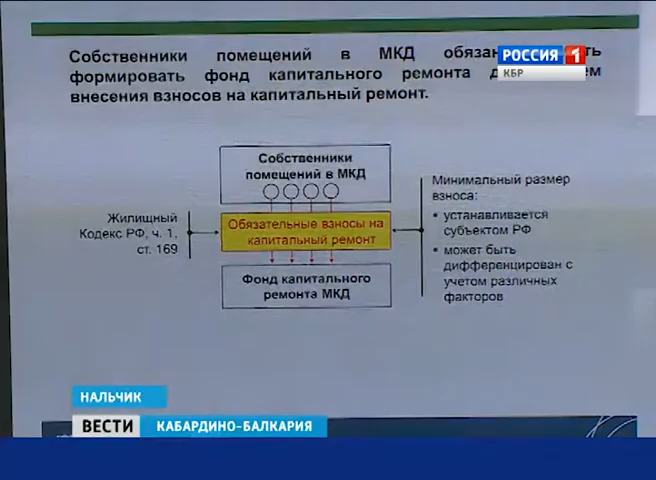 Собственники помещений в МКД
РОССИЯ 1
КБР
формировать фонд капитального ремонта
внесения взносов на капитальный ремонт.
Собственники
помещений в МКД
Обязательные взносы на
капитальный ремонт
Фонд капитального
ремонта МКД
Жилищный
Кодекс РФ, ч. 1,
ст. 169
Минимальный размер
взноса:
• устанавливается
субъектом РФ
• может быть
дифференцирован с
учетом различных
факторов
НАЛЬЧИК
ВЕСТИ КАБАРДИНО-БАЛКАРИЯ